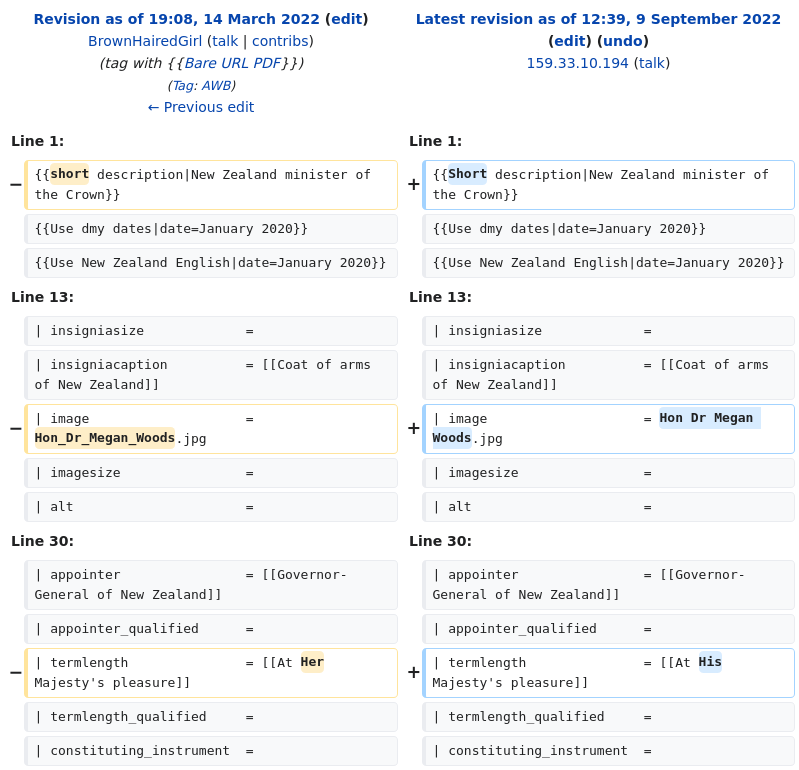 Revision as of 19:08, 14 March 2022 (edit)
BrownHairedGirl (talk | contribs)
(tag with {{Bare URL PDF}})
(Tag: AWB)
← Previous edit
Latest revision as of 12:39, 9 September 2022
(edit) (undo)
159.33.10.194 (talk)
Line 1:
Line 1:
− {{short description|New Zealand minister of
the Crown}}
+ {{Short description|New Zealand minister of
the Crown}}
{{Use dmy dates|date=January 2020}}
{{Use dmy dates|date=January 2020}}
{{Use New Zealand English|date=January 2020}}
{{Use New Zealand English|date=January 2020}}
Line 13:
Line 13:
| insigniasize             =
| insigniasize             =
| insigniacaption          = [[Coat of arms
of New Zealand]]
| insigniacaption          = [[Coat of arms
of New Zealand]]
− | image                    =
Hon_Dr_Megan_Woods.jpg
+ | image                    = Hon Dr Megan
Woods.jpg
| imagesize                =
| imagesize                =
| alt                      =
| alt                      =
Line 30:
Line 30:
| appointer                = [[Governor-
General of New Zealand]]
| appointer                = [[Governor-
General of New Zealand]]
| appointer_qualified      =
| appointer_qualified      =
− | termlength               = [[At Her
Majesty's pleasure]]
+ | termlength               = [[At His
Majesty's pleasure]]
| termlength_qualified     =
| termlength_qualified     =
| constituting_instrument  =
| constituting_instrument  =